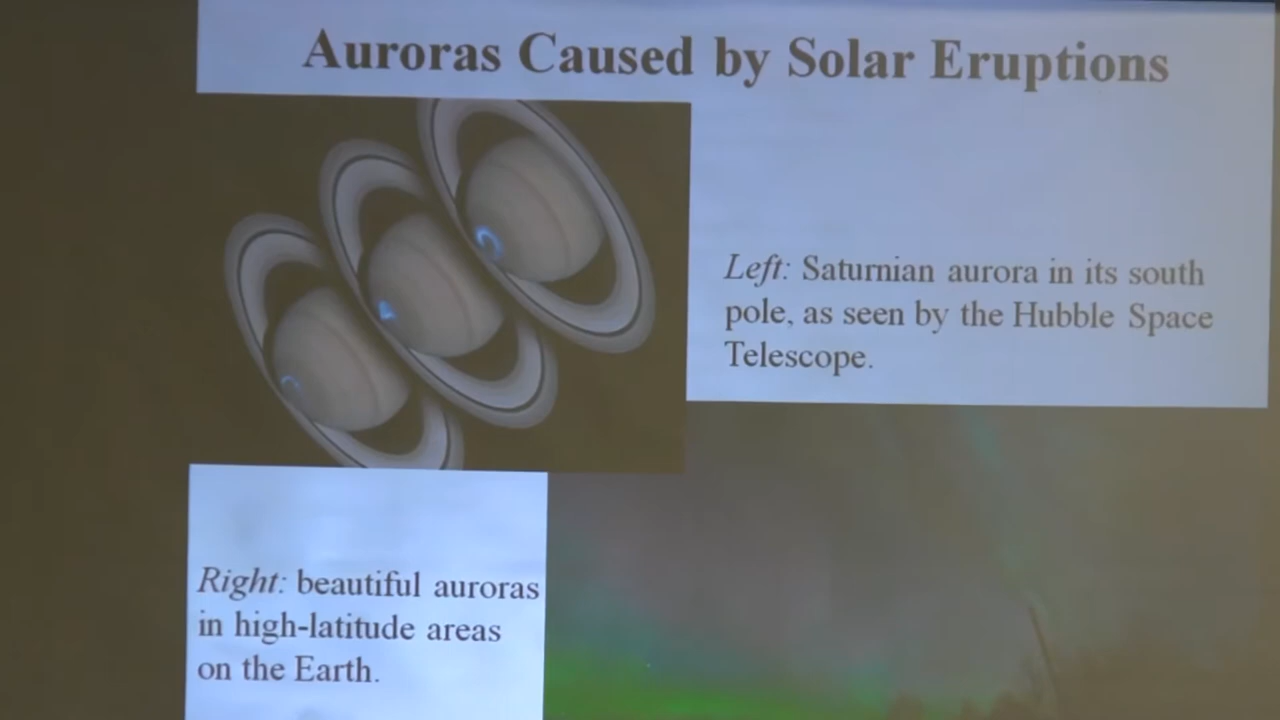 Auroras Caused by Solar Eruptions
Left: Saturnian aurora in its south
pole, as seen by the Hubble Space
Telescope.
Right: beautiful auroras
in high-latitude areas
on the Earth.